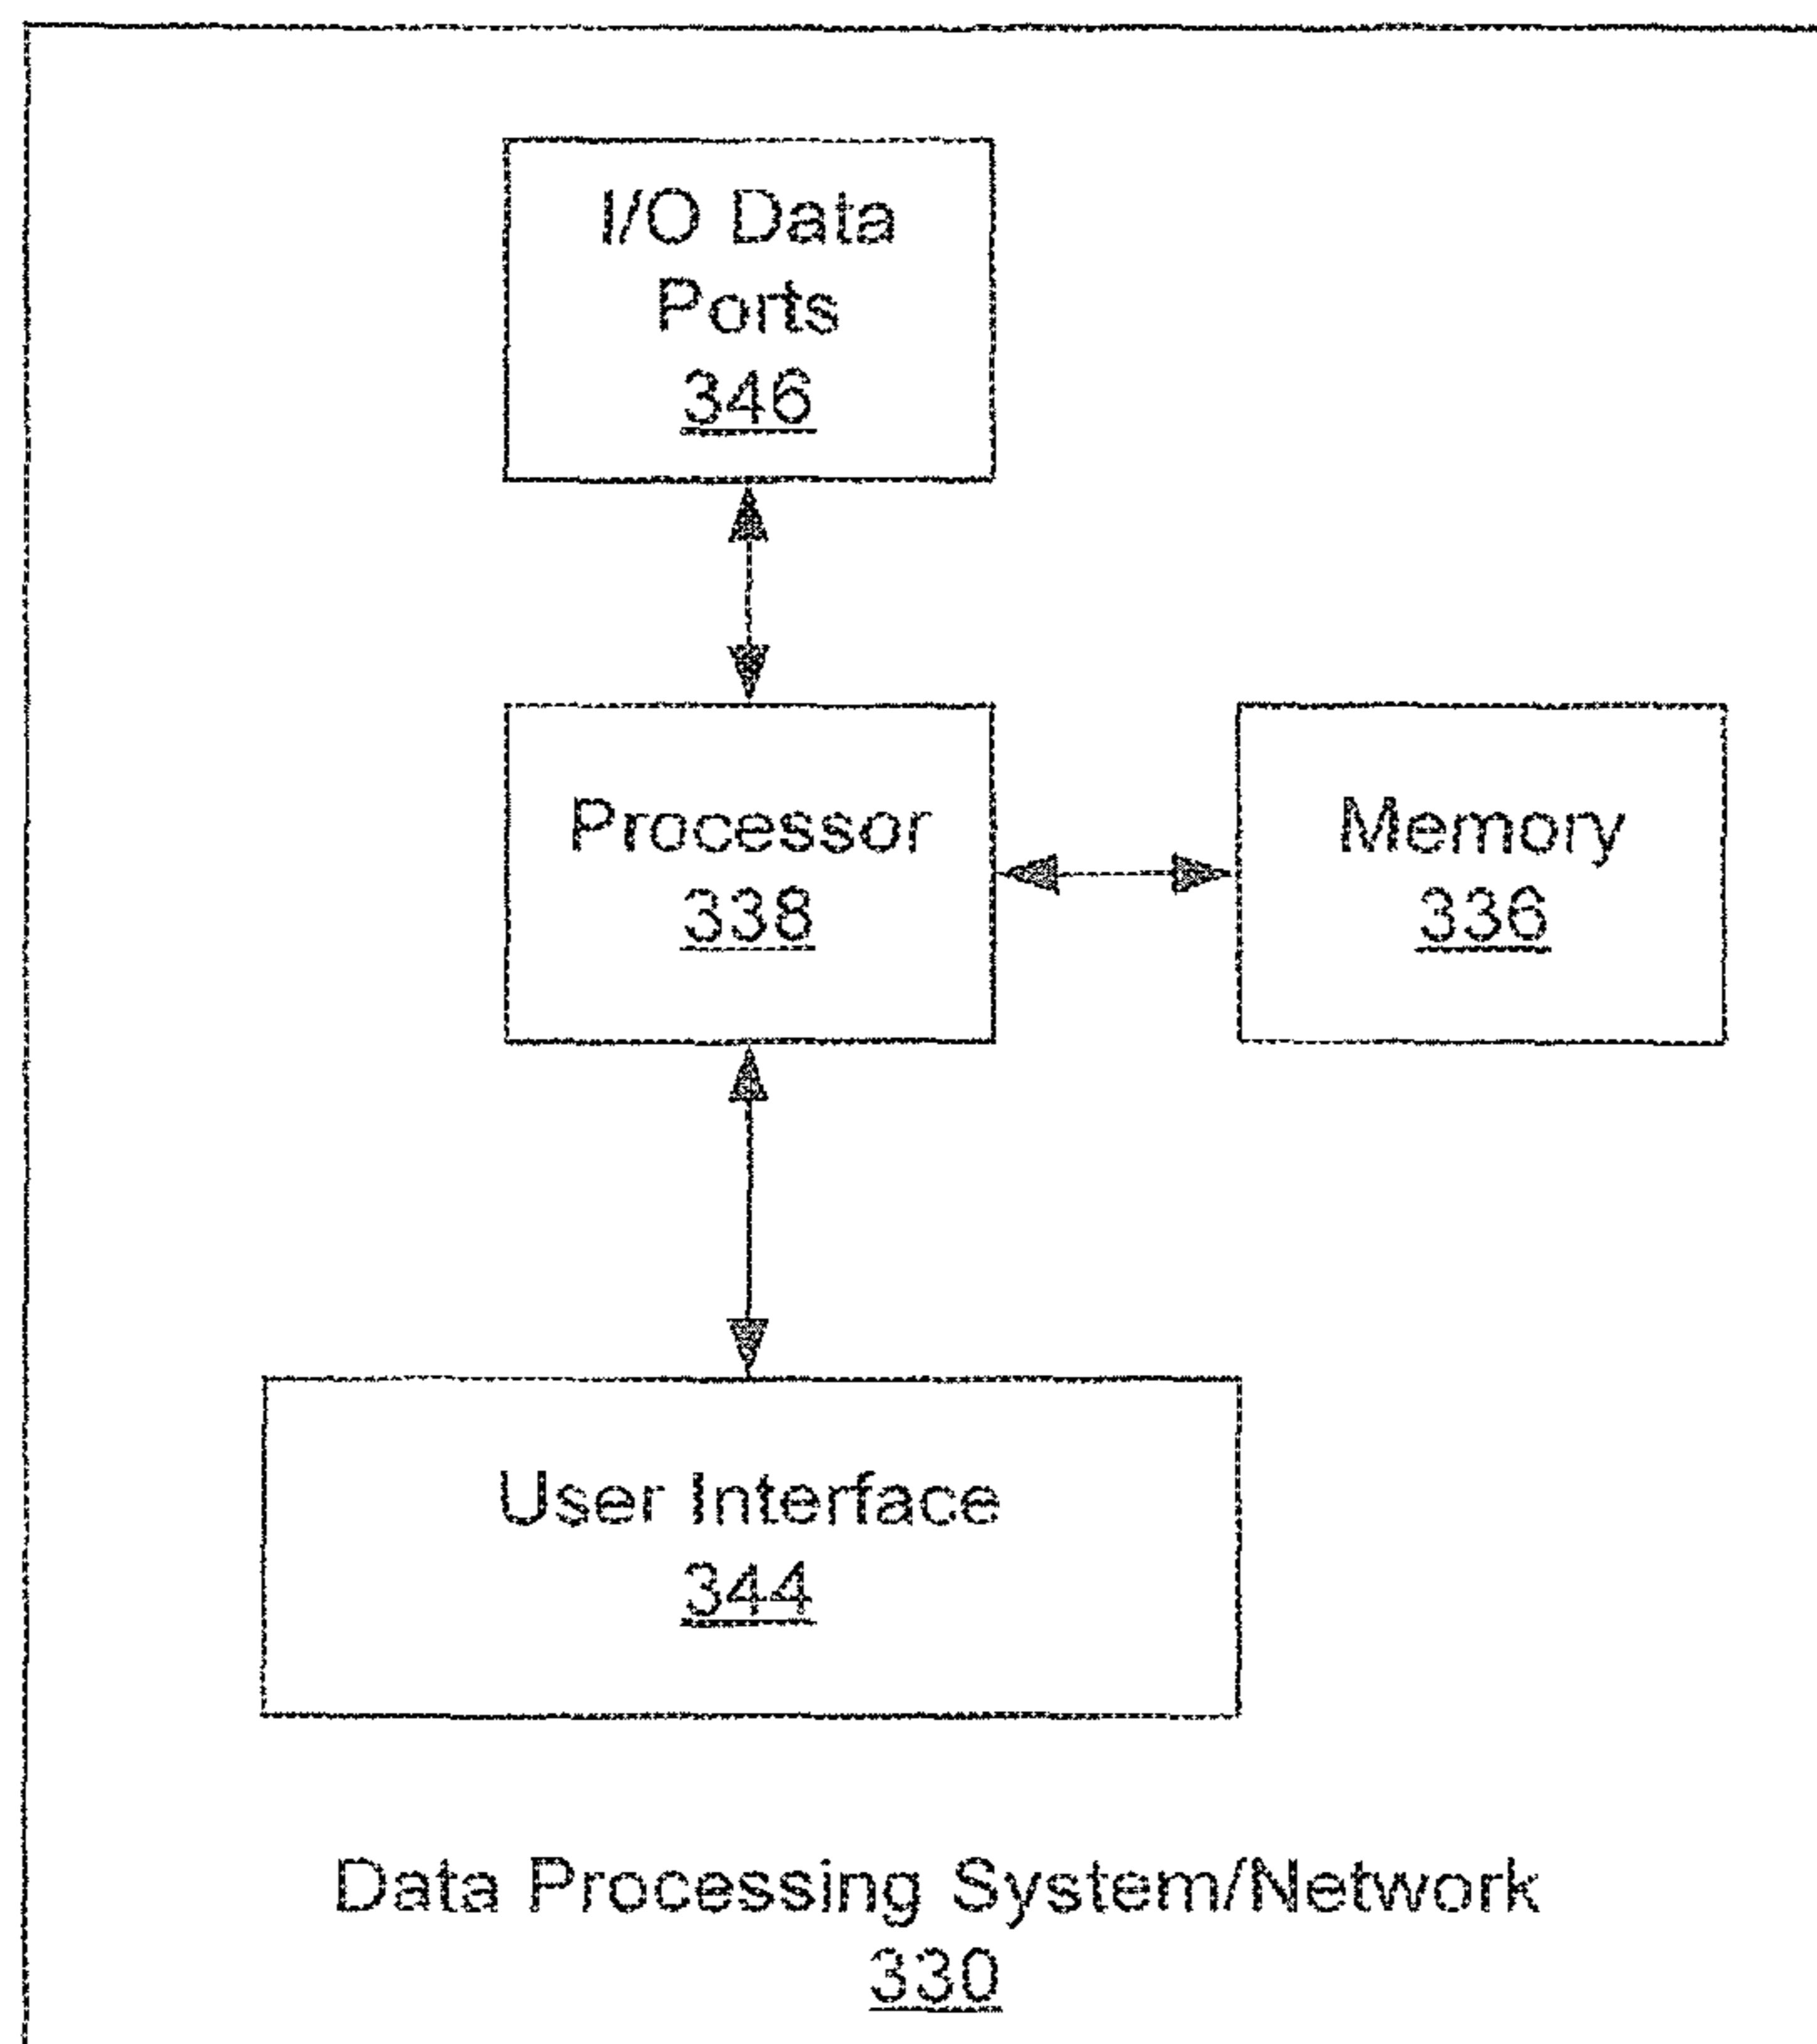 I/O Data
Ports
346
Processor
338
Memory
336
User Interface
344
Data Processing System/Network
330